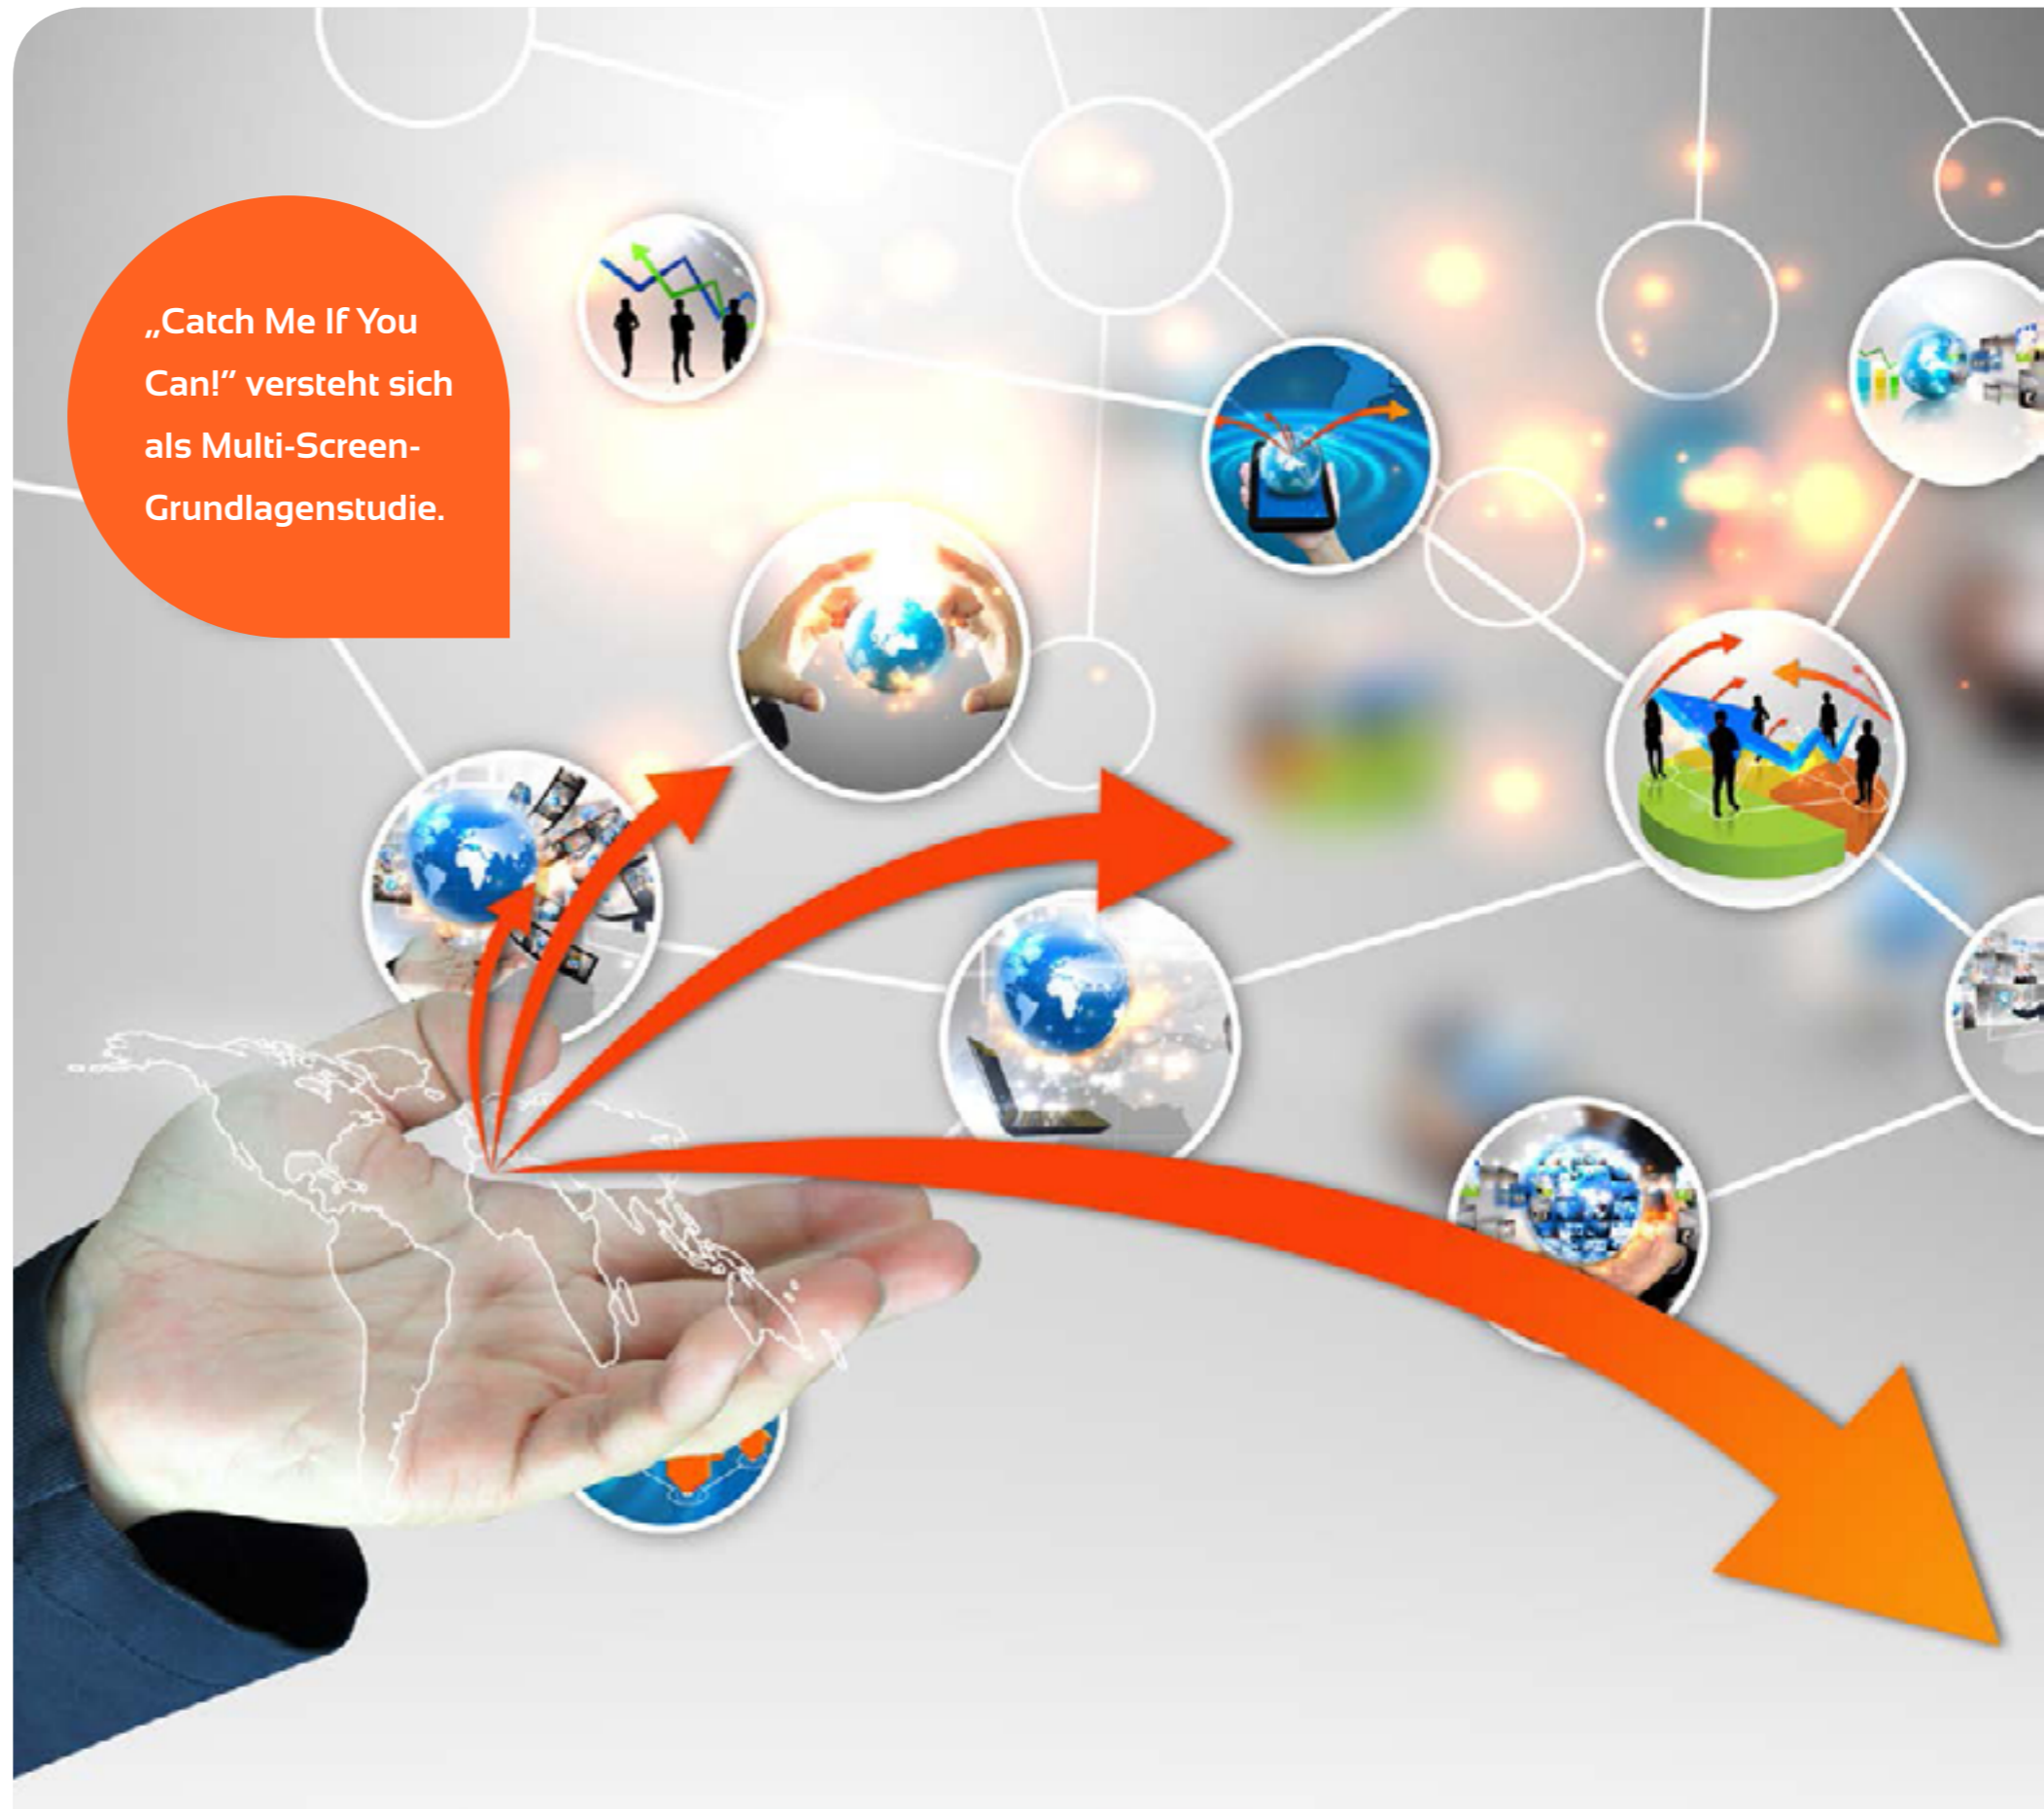 „Catch Me If You
Can!“ versteht sich
als Multi-Screen-
Grundlagenstudie.